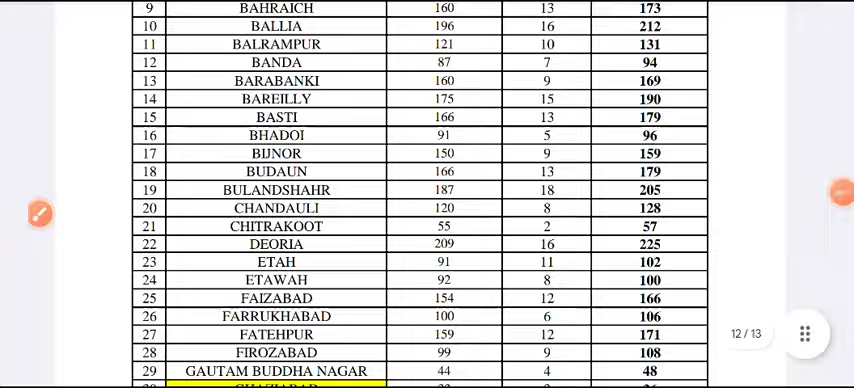 9 BAHRAICH 160 13 173
10 BALLIA 196 16 212
11 BALRAMPUR 121 10 131
12 BANDA 87 7 94
13 BARABANKI 160 9 169
14 BAREILLY 175 15 190
15 BASTI 166 13 179
16 BHADOI 91 5 96
17 BIJNOR 150 9 159
18 BUDAUN 166 13 179
19 BULANDSHAHR 187 18 205
20 CHANDAULI 120 8 128
21 CHITRAKOOT 55 2 57
22 DEORIA 209 16 225
23 ETAH 91 11 102
24 ETAWAH 92 8 100
25 FAIZABAD 154 12 166
26 FARRUKHABAD 100 6 106
27 FATEHPUR 159 12 171
12 / 13
28 FIROZABAD 99 9 108
29 GAUTAM BUDDHA NAGAR 44 4 48